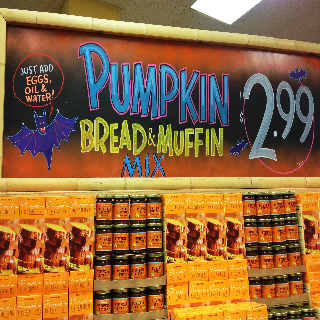 JUST ADD
EGGS,
OIL &
WATER!
PUMPKIN
BREAD & MUFFIN
MIX
$2.99